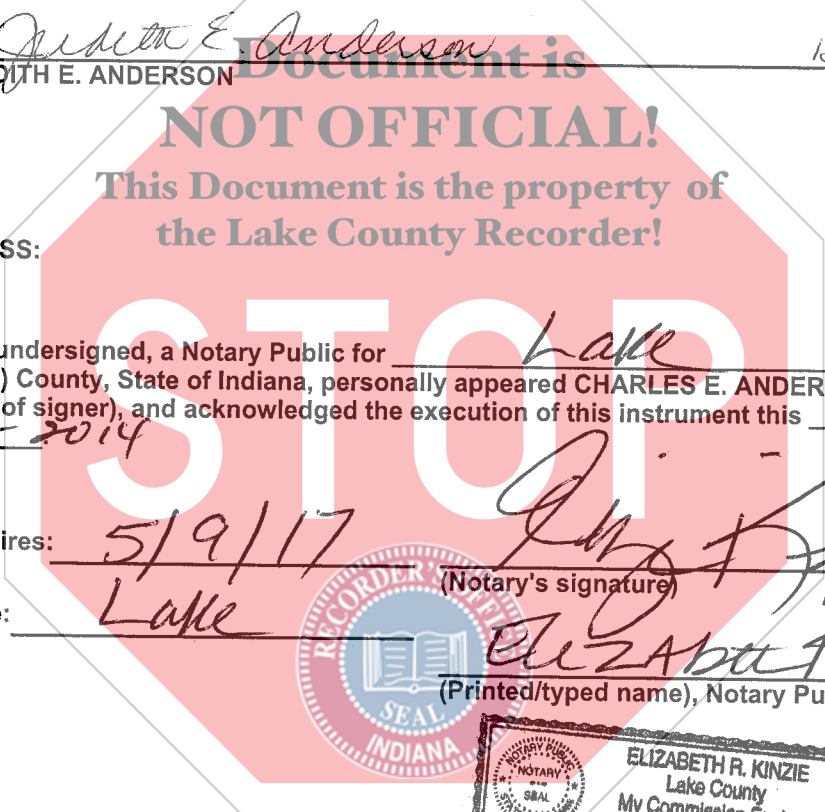 Judith E. Anderson
DITH E. ANDERSON
Document is
NOT OFFICIAL!
This Document is the property of
the Lake County Recorder!
SS:
STOP
undersigned, a Notary Public for Lake
) County, State of Indiana, personally appeared CHARLES E. ANDER
of signer), and acknowledged the execution of this instrument this
2014
ires: 5/9/17
(Notary's signature)
: Lake
RECORDER'S OFFICE
SEAL
INDIANA
Elizabeth
(Printed/typed name), Notary Pu
NOTARY PUBLIC
NOTARY
SEAL
ELIZABETH R. KINZIE
Lake County
My Commission